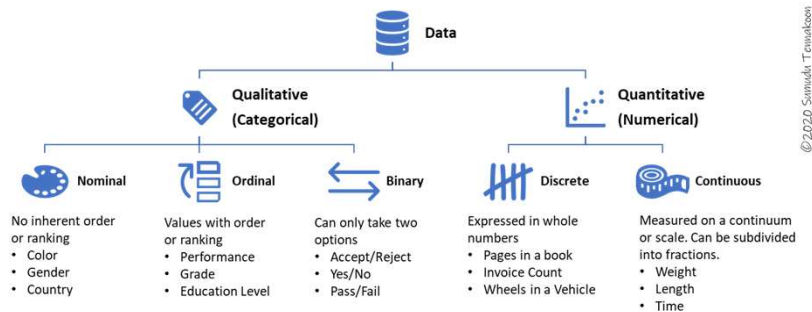 Data
Qualitative
(Categorical)
Quantitative
(Numerical)
Nominal
No inherent order
or ranking
• Color
• Gender
• Country
Ordinal
Values with order
or ranking
• Performance
• Grade
• Education Level
Binary
Can only take two
options
• Accept/Reject
• Yes/No
• Pass/Fail
Discrete
Expressed in whole
numbers
• Pages in a book
• Invoice Count
• Wheels in a Vehicle
Continuous
Measured on a continuum
or scale. Can be subdivided
into fractions.
• Weight
• Length
• Time
©2020 Sumudu Tennakoon